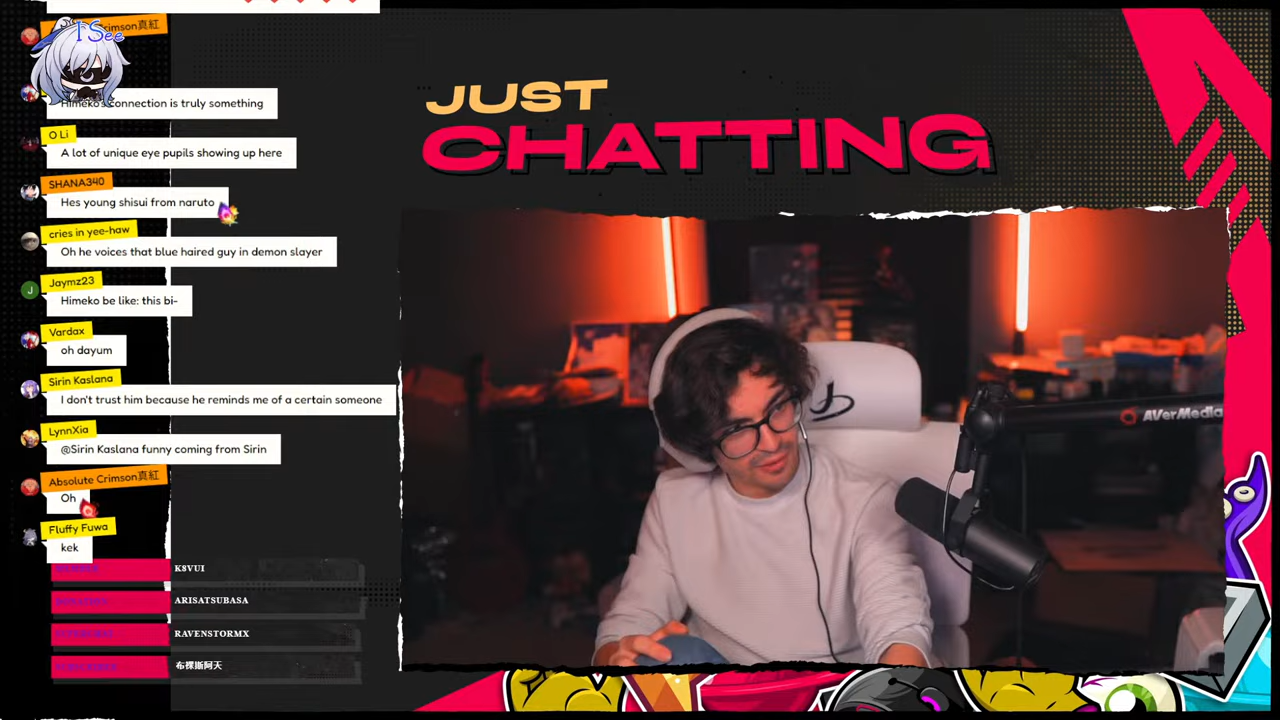 Crimson真紅
I See
Himeko's connection is truly something
O Li
A lot of unique eye pupils showing up here
SHANA340
Hes young shisui from naruto
cries in yee-haw
Oh he voices that blue haired guy in demon slayer
Jaymz23
J
Himeko be like: this bi-
Vardax
oh dayum
Sirin Kaslana
I don't trust him because he reminds me of a certain someone
LynnXia
@Sirin Kaslana funny coming from Sirin
Absolute Crimson真紅
Oh
Fluffy Fuwa
kek
K8VUI
ARISATSUBASA
RAVENSTORMX
布裸斯阿天
JUST
CHATTING
AVerMedia